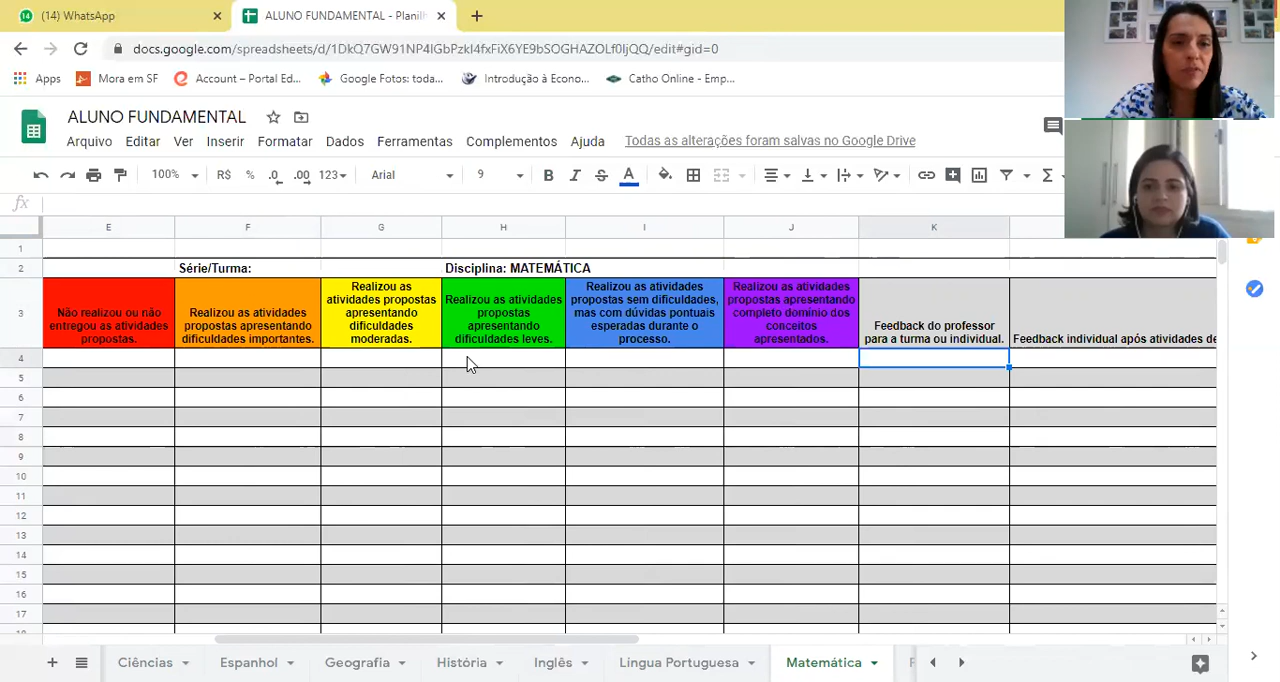 14
(14) WhatsApp
ALUNO FUNDAMENTAL - Planilh
docs.google.com/spreadsheets/d/1DkQ7GW91NP4IGbPzkI4fxFiX6YE9bSOGHAZOLf0IjQQ/edit#gid=0
Apps
Mora em SF
Account – Portal Ed...
Google Fotos: toda...
Introdução à Econo...
Catho Online - Emp...
ALUNO FUNDAMENTAL
Arquivo Editar Ver Inserir Formatar Dados Ferramentas Complementos Ajuda
Todas as alterações foram salvas no Google Drive
100% R$ % .0 .00 123 Arial 9 B I S A Σ
fx
E F G H I J K
1
2 Série/Turma: Disciplina: MATEMÁTICA
3
Não realizou ou não
entregou as atividades
propostas.
Realizou as atividades
propostas apresentando
dificuldades importantes.
Realizou as
atividades propostas
apresentando
dificuldades
moderadas.
Realizou as atividades
propostas
apresentando
dificuldades leves.
Realizou as atividades
propostas sem dificuldades,
mas com dúvidas pontuais
esperadas durante o
processo.
Realizou as atividades
propostas apresentando
completo domínio dos
conceitos
apresentados.
Feedback do professor
para a turma ou individual.
Feedback individual após atividades de
4
5
6
7
8
9
10
11
12
13
14
15
16
17
Ciências Espanhol Geografia História Inglês Língua Portuguesa Matemática